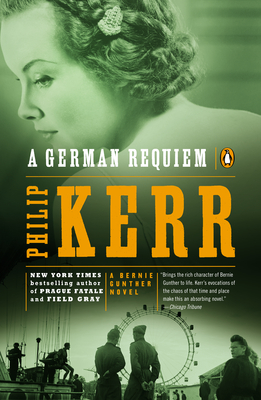 A GERMAN REQUIEM
PHILIP
KERR
NEW YORK TIMES
bestselling author
of PRAGUE FATALE
and FIELD GRAY
A BERNIE
GUNTHER
NOVEL
"Brings the rich character of Bernie
Gunther to life. Kerr's evocations of
the chaos of that time and place
make this an absorbing novel."
—Chicago Tribune